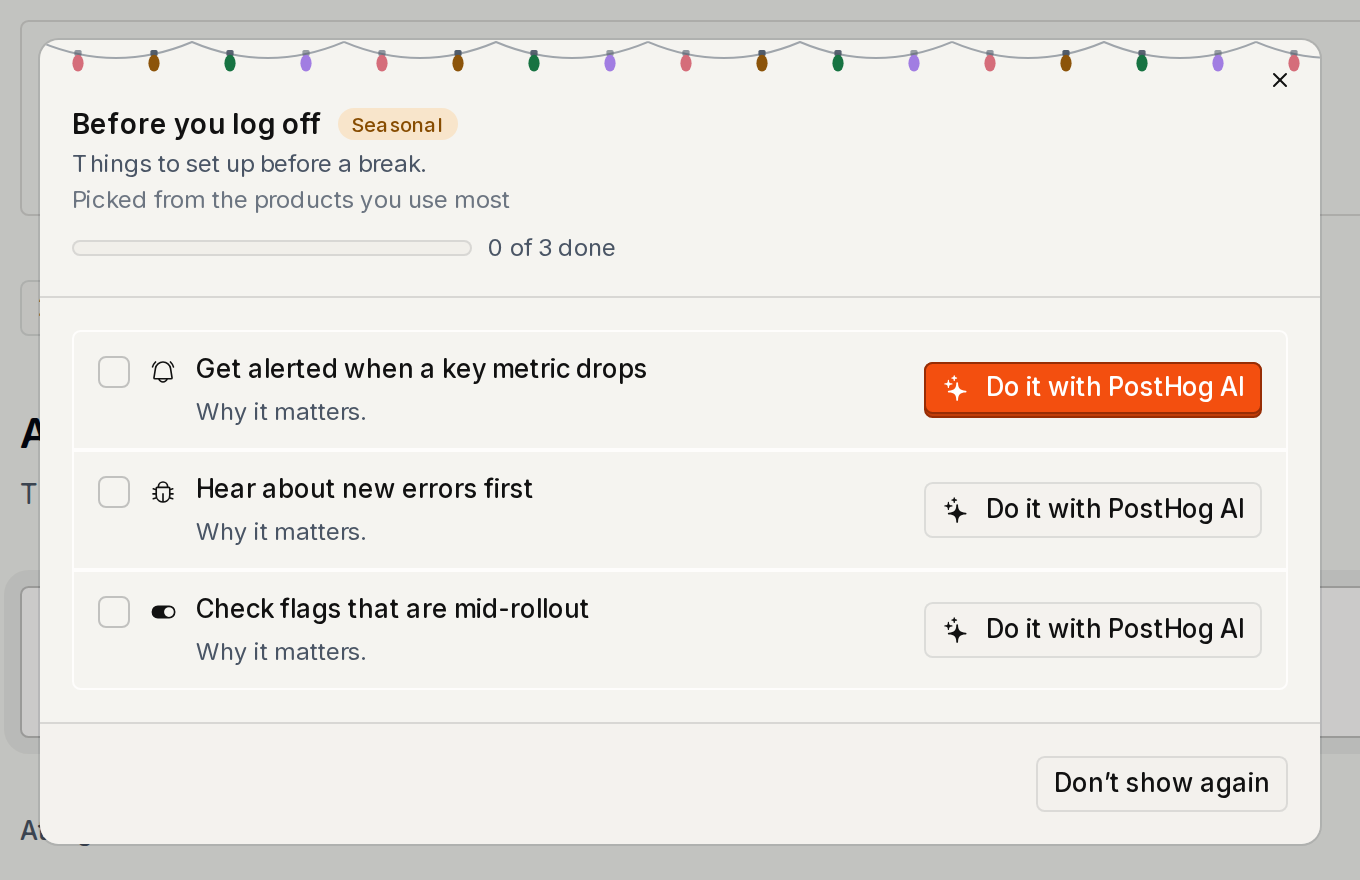 Before you log off
Seasonal
Things to set up before a break.
Picked from the products you use most
0 of 3 done
Get alerted when a key metric drops
Why it matters.
Do it with PostHog AI
Hear about new errors first
Why it matters.
Do it with PostHog AI
Check flags that are mid-rollout
Why it matters.
Do it with PostHog AI
Don’t show again